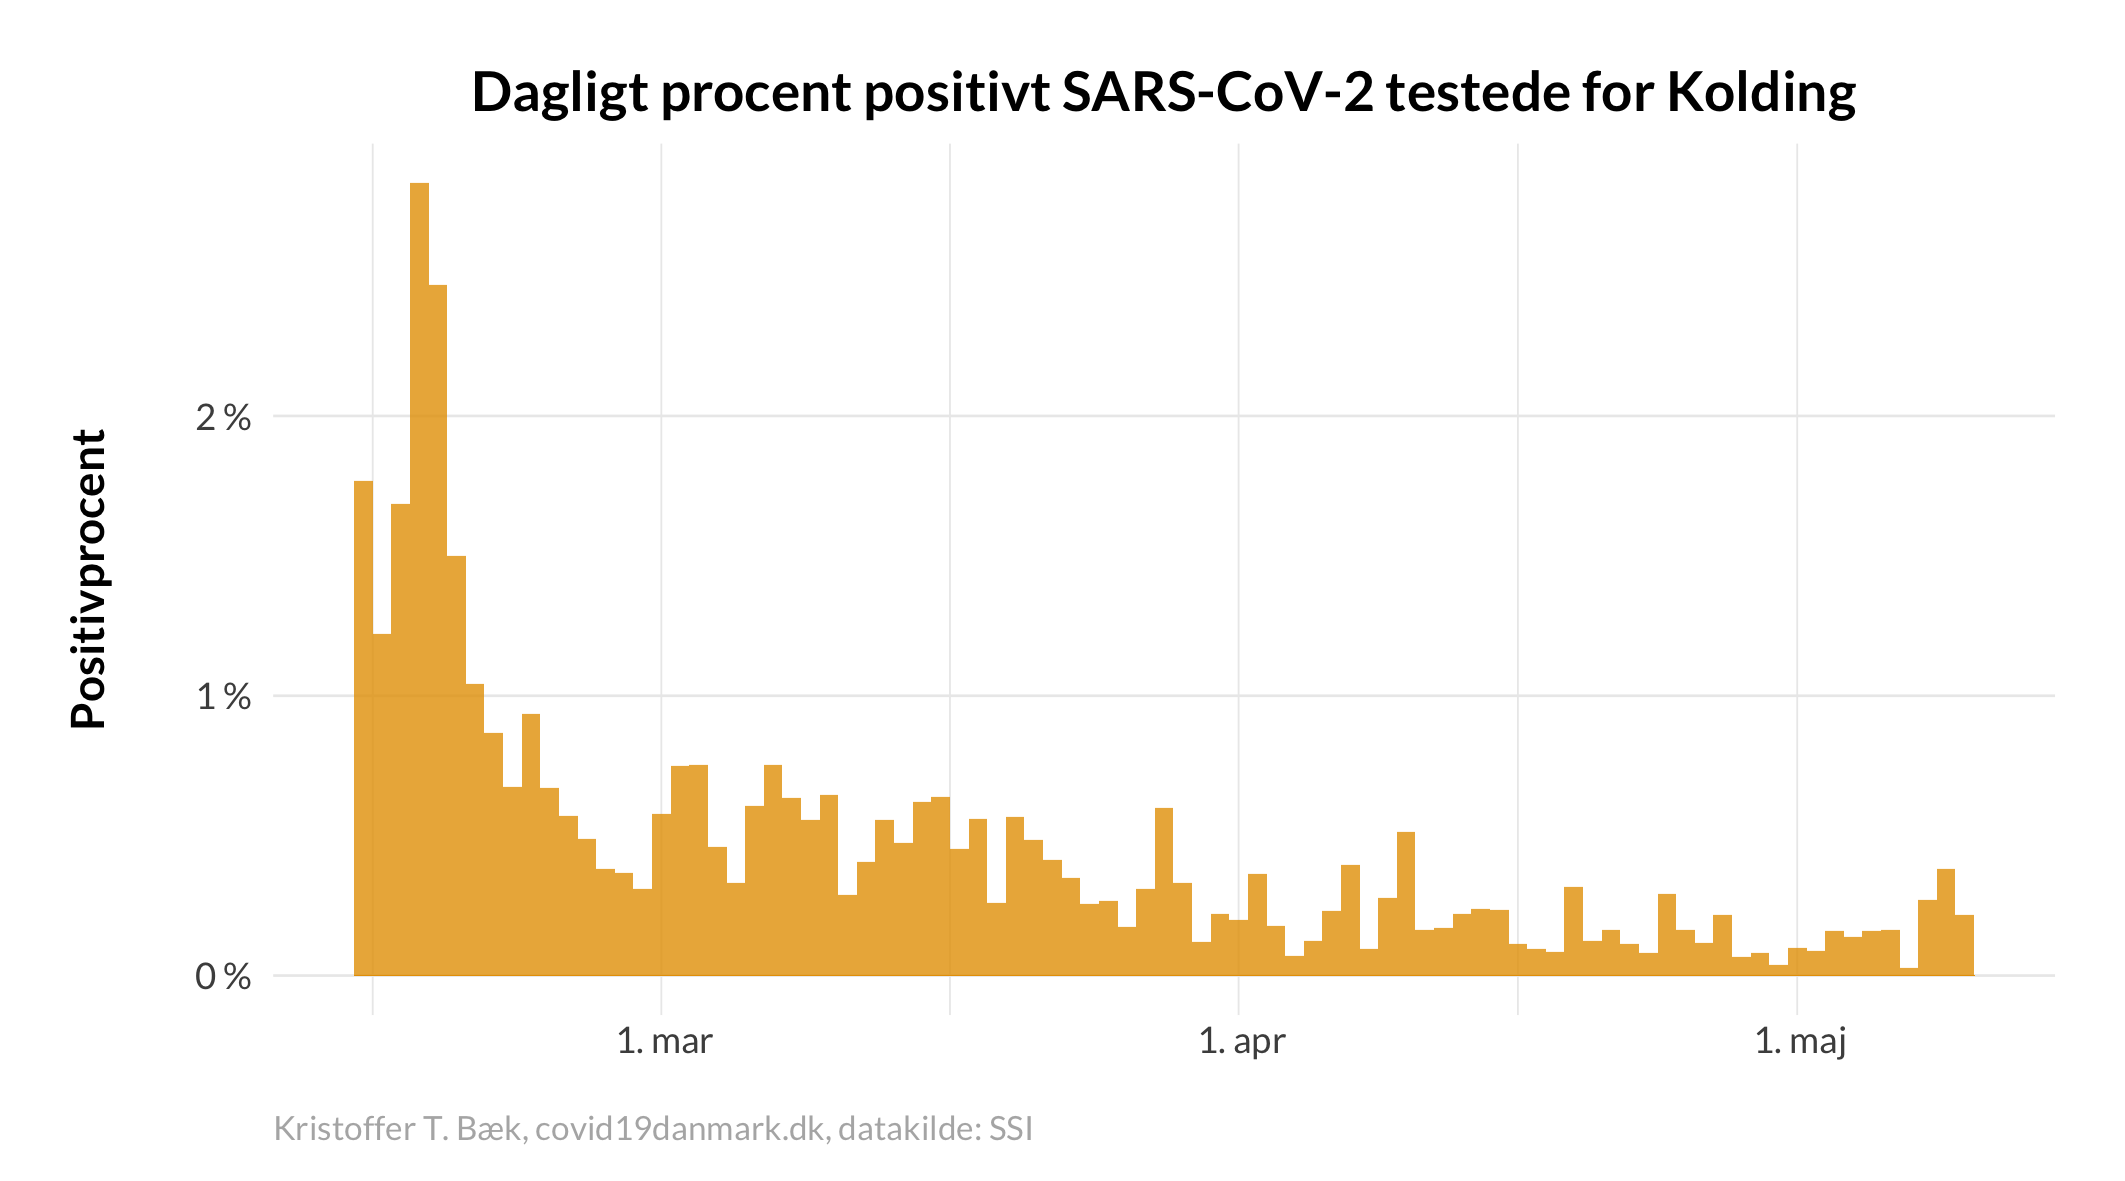 Dagligt procent positivt SARS-CoV-2 testede for Kolding
Positivprocent
2 %
1 %
0 %
1. mar
1. apr
1. maj
Kristoffer T. Bæk, covid19danmark.dk, datakilde: SSI